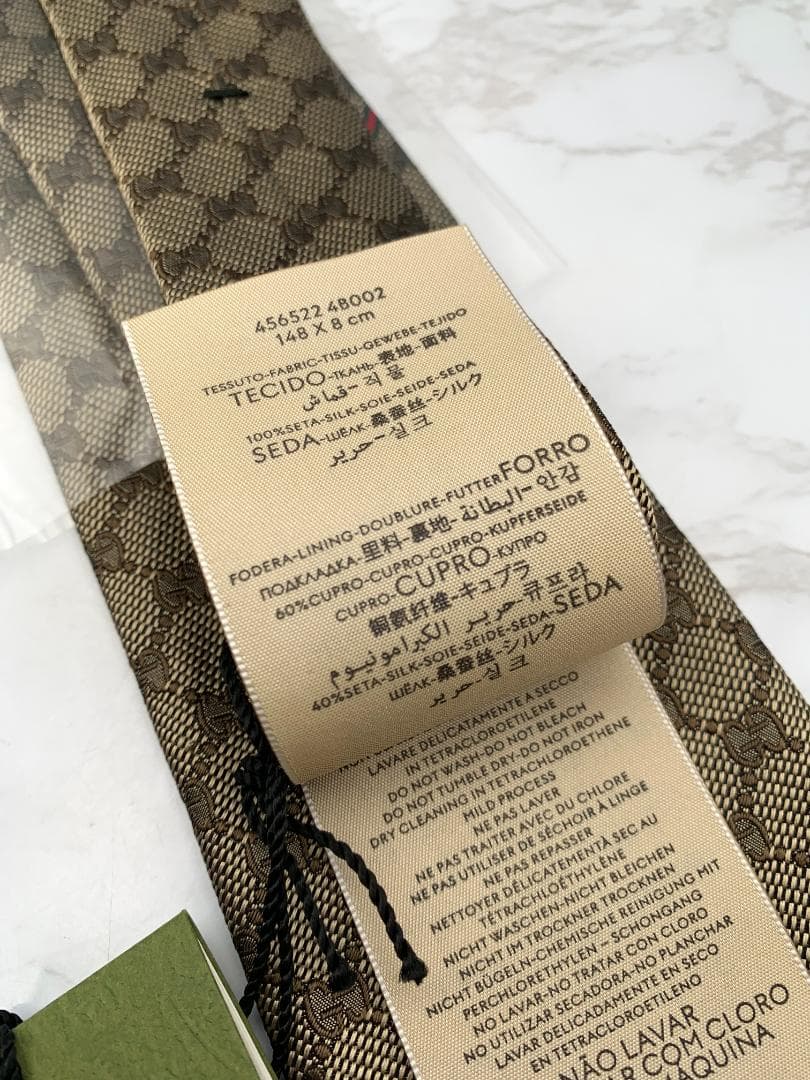 456522 4B002
148 X 8 cm
TESSUTO-FABRIC-TISSU-GEWEBE-TEJIDO
TECIDO-ТКАНЬ-表地-面料
قماش-직물
100%SETA-SILK-SOIE-SEIDE-SEDA
SEDA-ШЁЛК-桑蚕丝-シルク
حرير-실크
FODERA-LINING-DOUBLURE-FUTTER FORRO
ПОДКЛАДКА-里料-裏地-البطانة-안감
60%CUPRO-CUPRO-CUPRO-KUPFERSEIDE
CUPRO-CUPRO-КУПРО
铜氨纤维-キュプラ
حرير الكبرامونيوم-큐프라
40%SETA-SILK-SOIE-SEIDE-SEDA-SEDA
ШЁЛК-桑蚕丝-シルク
حرير-실크
LAVARE DELICATAMENTE A SECCO
IN TETRACLOROETILENE
DO NOT WASH-DO NOT BLEACH
DO NOT TUMBLE DRY-DO NOT IRON
DRY CLEANING IN TETRACHLOROETHENE
MILD PROCESS
NE PAS LAVER
NE PAS TRAITER AVEC DU CHLORE
NE PAS UTILISER DE SÉCHOIR À LINGE
NE PAS REPASSER
NETTOYER DÉLICATEMENTÀ SEC AU
TÉTRACHLOÉTHYLÈNE
NICHT WASCHEN-NICHT BLEICHEN
NICHT IM TROCKNER TROCKNEN
NICHT BÜGELN-CHEMISCHE REINIGUNG MIT
PERCHLORETHYLEN – SCHONGANG
NO LAVAR-NO TRATAR CON CLORO
NO UTILIZAR SECADORA-NO PLANCHAR
LAVAR DELICADAMENTE EN SECO
EN TETRACLOROETILENO
NÃO LAVAR
COM CLORO
MÁQUINA